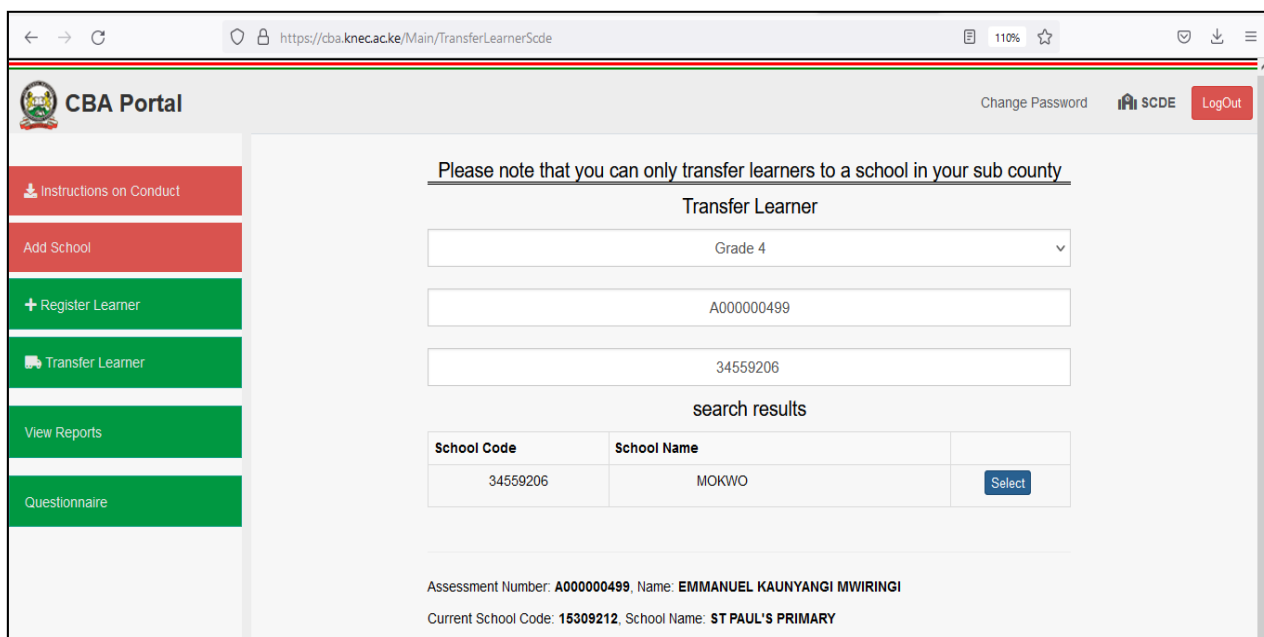 https://cba.knec.ac.ke/Main/TransferLearnerScde
110%
CBA Portal
Change Password
SCDE
LogOut
Instructions on Conduct
Add School
Register Learner
Transfer Learner
View Reports
Questionnaire
Please note that you can only transfer learners to a school in your sub county
Transfer Learner
Grade 4
A000000499
34559206
search results
School Code School Name
34559206 MOKWO Select
Assessment Number: A000000499, Name: EMMANUEL KAUNYANGI MWIRINGI
Current School Code: 15309212, School Name: ST PAUL'S PRIMARY